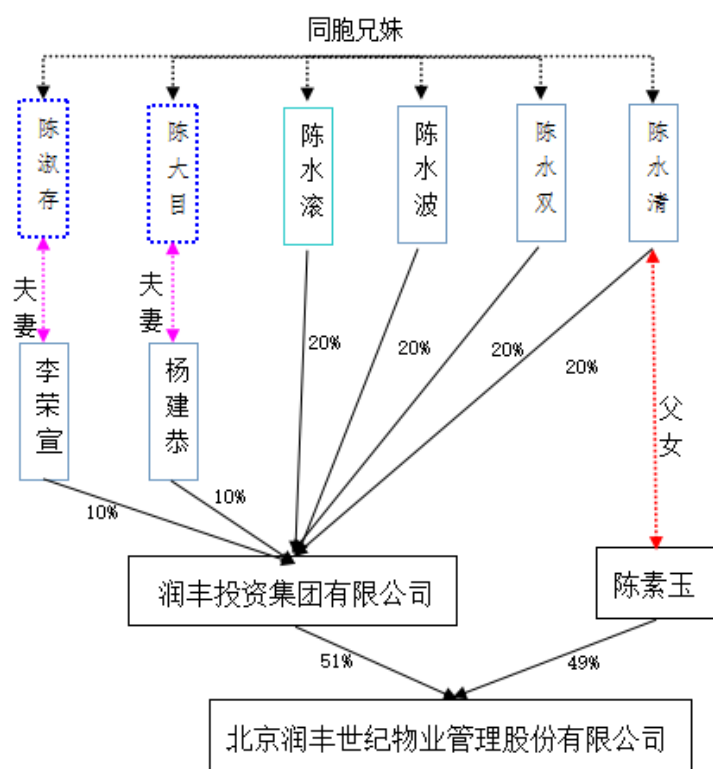 同胞兄妹
陈淑存
陈大目
陈水滚
陈水波
陈水双
陈水清
夫妻
夫妻
20%
20%
20%
20%
李荣宣
杨建恭
父女
10%
10%
润丰投资集团有限公司
陈素玉
51%
49%
北京润丰世纪物业管理股份有限公司